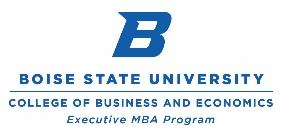 B
BOISE STATE UNIVERSITY
COLLEGE OF BUSINESS AND ECONOMICS
Executive MBA Program